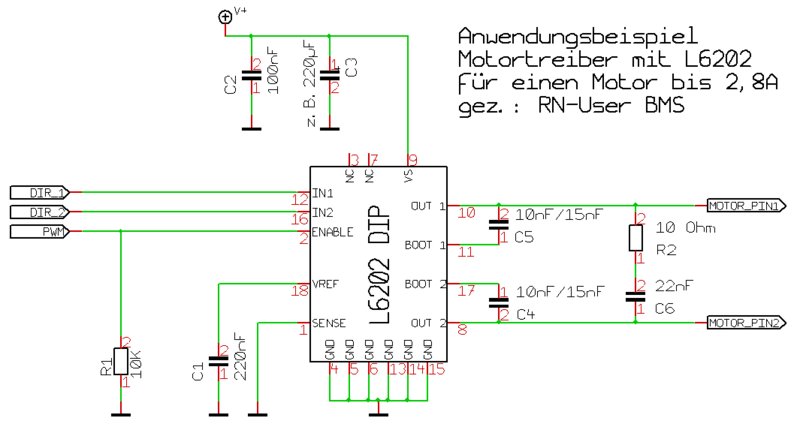 V+
Anwendungsbeispiel
Motortreiber mit L6202
für einen Motor bis 2,8A
gez.: RN-User BMS
C2
2
1
100nF
z.B. 220µF
2
1
C3
3
7
9
NC
NC
VS
DIR_1
12
IN1
DIR_2
16
IN2
PWM
2
ENABLE
18
VREF
1
SENSE
L6202 DIP
OUT 1
10
BOOT 1
11
BOOT 2
17
OUT 2
8
2
10nF/15nF
1
C5
1
10nF/15nF
2
C4
2
10 Ohm
1
R2
2
22nF
1
C6
MOTOR_PIN1
MOTOR_PIN2
GND
GND
GND
GND
GND
GND
4
5
6
13
14
15
R1
2
1
10K
C1
2
1
220nF